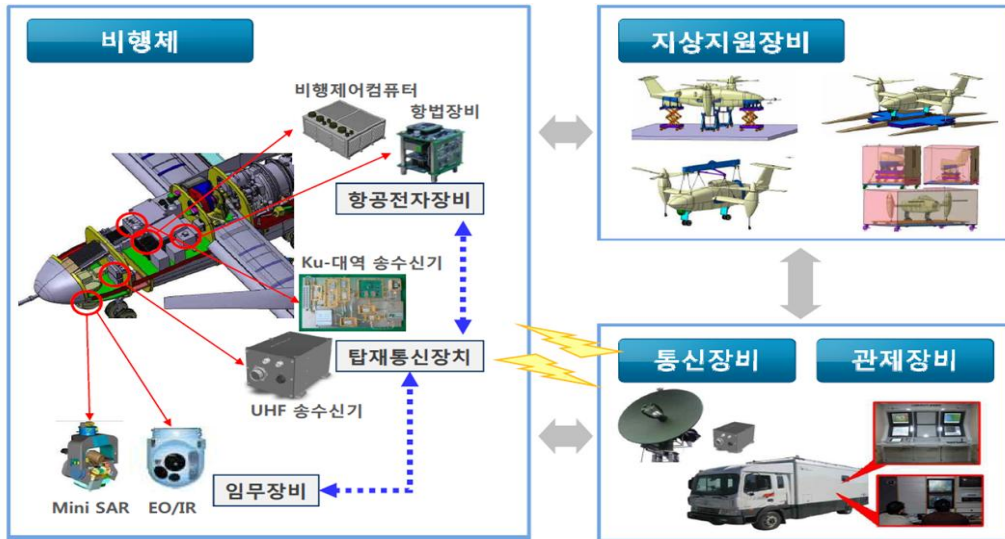 비행체
지상지원장비
비행제어컴퓨터
항법장비
항공전자장비
Ku-대역 송수신기
탑재통신장치
UHF 송수신기
통신장비
관제장비
Mini SAR
EO/IR
임무장비